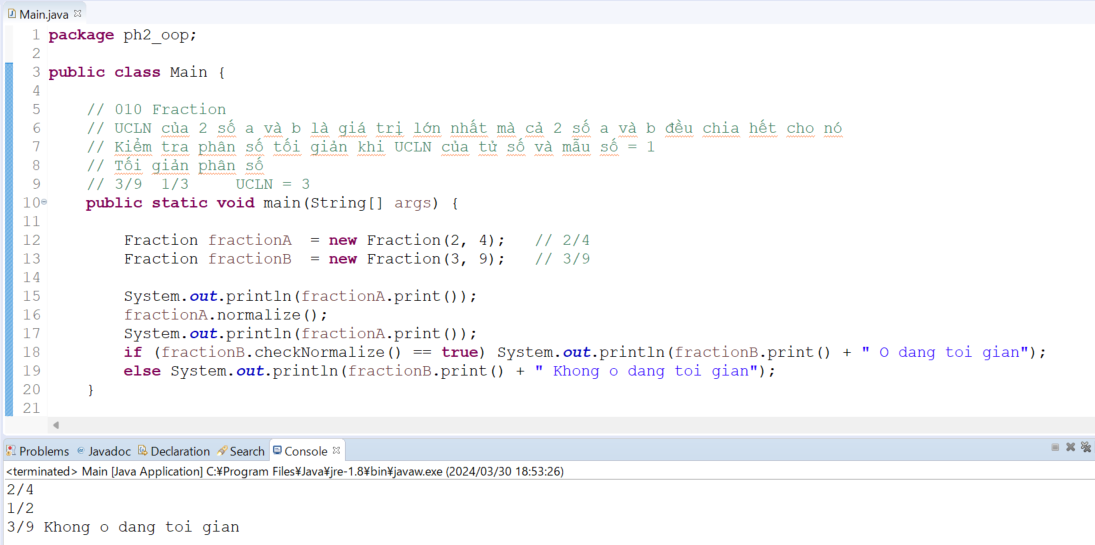 Main.java
1 package ph2_oop;
2
3 public class Main {
4
5 // 010 Fraction
6 // UCLN của 2 số a và b là giá trị lớn nhất mà cả 2 số a và b đều chia hết cho nó
7 // Kiểm tra phân số tối giản khi UCLN của tử số và mẫu số = 1
8 // Tối giản phân số
9 // 3/9  1/3     UCLN = 3
10 public static void main(String[] args) {
11
12 Fraction fractionA  = new Fraction(2, 4);   // 2/4
13 Fraction fractionB  = new Fraction(3, 9);   // 3/9
14
15 System.out.println(fractionA.print());
16 fractionA.normalize();
17 System.out.println(fractionA.print());
18 if (fractionB.checkNormalize() == true) System.out.println(fractionB.print() + " O dang toi gian");
19 else System.out.println(fractionB.print() + " Khong o dang toi gian");
20 }
21
Problems @ Javadoc Declaration Search Console
<terminated> Main [Java Application] C:¥Program Files¥Java¥jre-1.8¥bin¥javaw.exe (2024/03/30 18:53:26)
2/4
1/2
3/9 Khong o dang toi gian